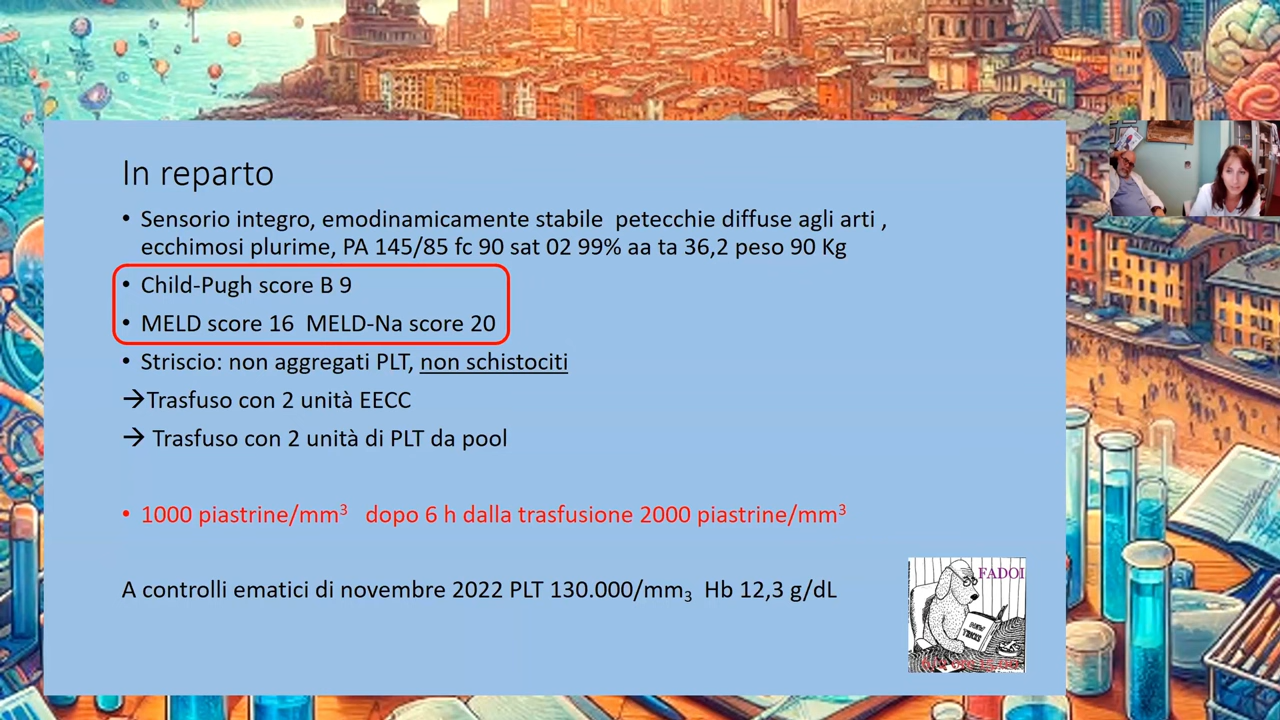 In reparto
• Sensorio integro, emodinamicamente stabile  petecchie diffuse agli arti ,
ecchimosi plurime, PA 145/85 fc 90 sat 02 99% aa ta 36,2 peso 90 Kg
• Child-Pugh score B 9
• MELD score 16  MELD-Na score 20
• Striscio: non aggregati PLT, non schistociti
→Trasfuso con 2 unità EECC
→ Trasfuso con 2 unità di PLT da pool
• 1000 piastrine/mm³   dopo 6 h dalla trasfusione 2000 piastrine/mm³
A controlli ematici di novembre 2022 PLT 130.000/mm₃  Hb 12,3 g/dL
FADOI